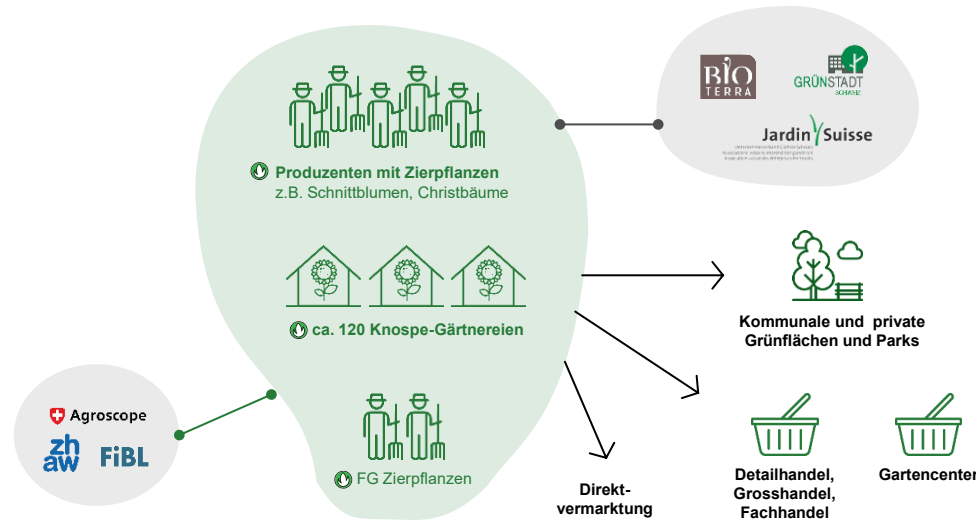 BIO
TERRA
GRÜNSTADT
SCHWEIZ
Jardin Suisse
Produzenten mit Zierpflanzen
z.B. Schnittblumen, Christbäume
ca. 120 Knospe-Gärtnereien
Kommunale und private
Grünflächen und Parks
Agroscope
zh
aw
FiBL
FG Zierpflanzen
Direkt-
vermarktung
Detailhandel,
Grosshandel,
Fachhandel
Gartencenter